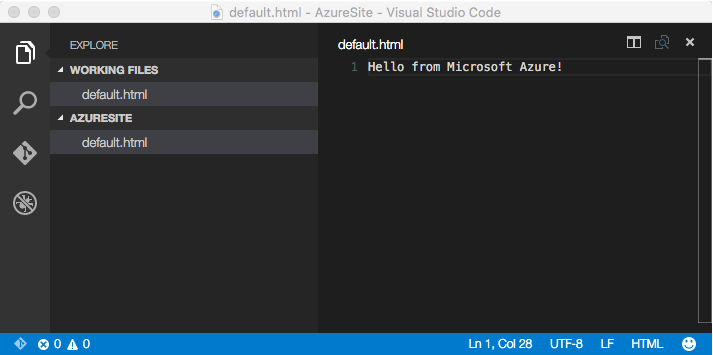 default.html - AzureSite - Visual Studio Code
EXPLORE
WORKING FILES
default.html
AZURESITE
default.html
default.html
1 Hello from Microsoft Azure!
0 0 Ln 1, Col 28 UTF-8 LF HTML